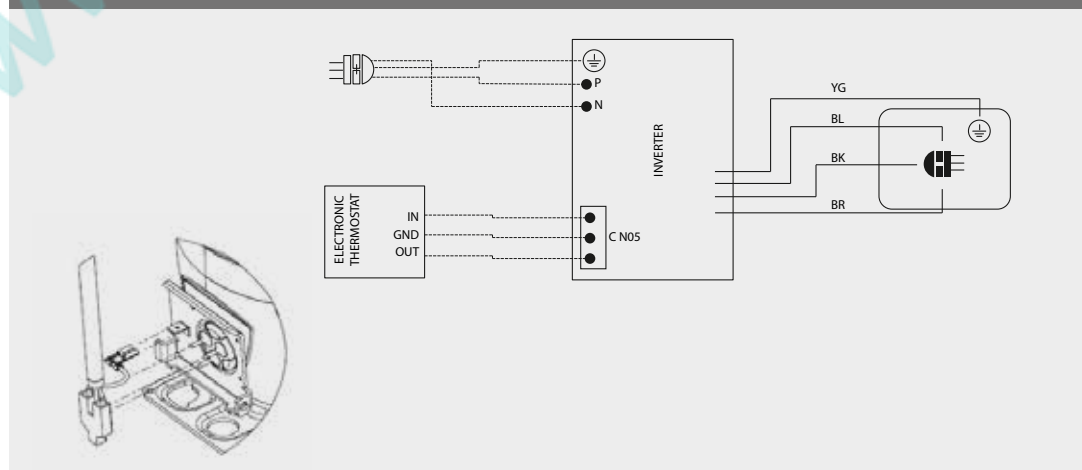 P
N
INVERTER
YG
BL
BK
BR
ELECTRONIC
THERMOSTAT
IN
GND
OUT
C N05